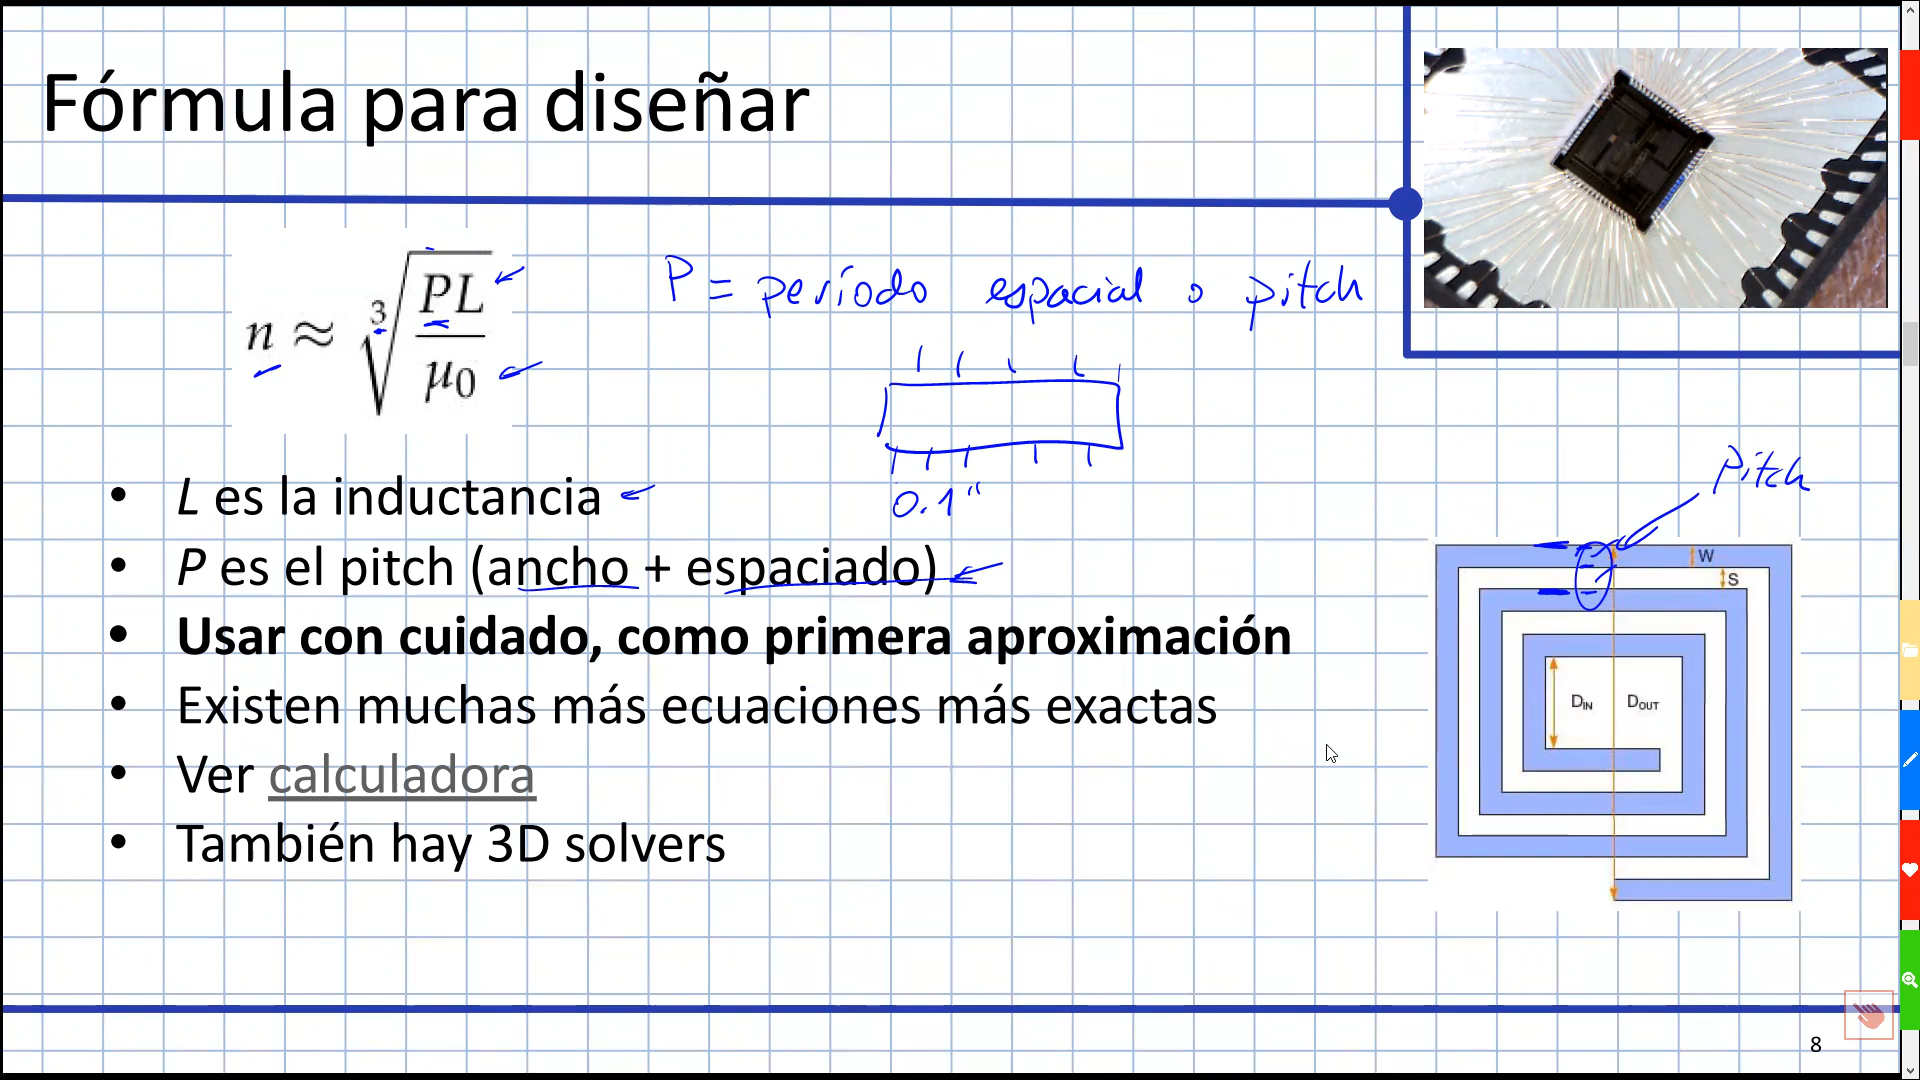 Fórmula para diseñar
n ≈ ∛(PL/μ0)
P = período espacial o pitch
0.1"
• L es la inductancia
• P es el pitch (ancho + espaciado)
• Usar con cuidado, como primera aproximación
• Existen muchas más ecuaciones más exactas
• Ver calculadora
• También hay 3D solvers
Pitch
W
S
DIN DOUT
8